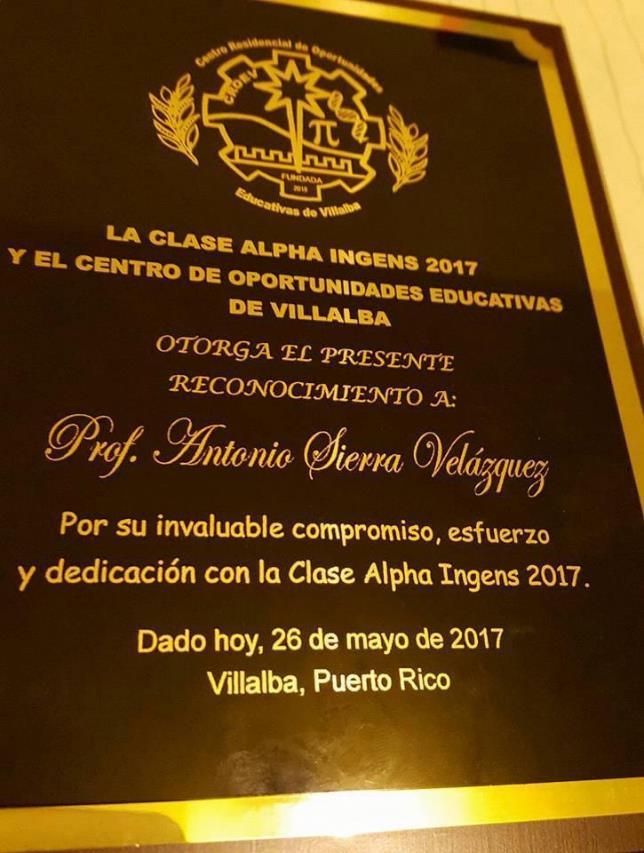 Centro Residencial de Oportunidades
CROEV
π
FUNDADA
Educativas de Villalba
LA CLASE ALPHA INGENS 2017
Y EL CENTRO DE OPORTUNIDADES EDUCATIVAS
DE VILLALBA
OTORGA EL PRESENTE
RECONOCIMIENTO A:
Prof. Antonio Sierra Velázquez
Por su invaluable compromiso, esfuerzo
y dedicación con la Clase Alpha Ingens 2017.
Dado hoy, 26 de mayo de 2017
Villalba, Puerto Rico